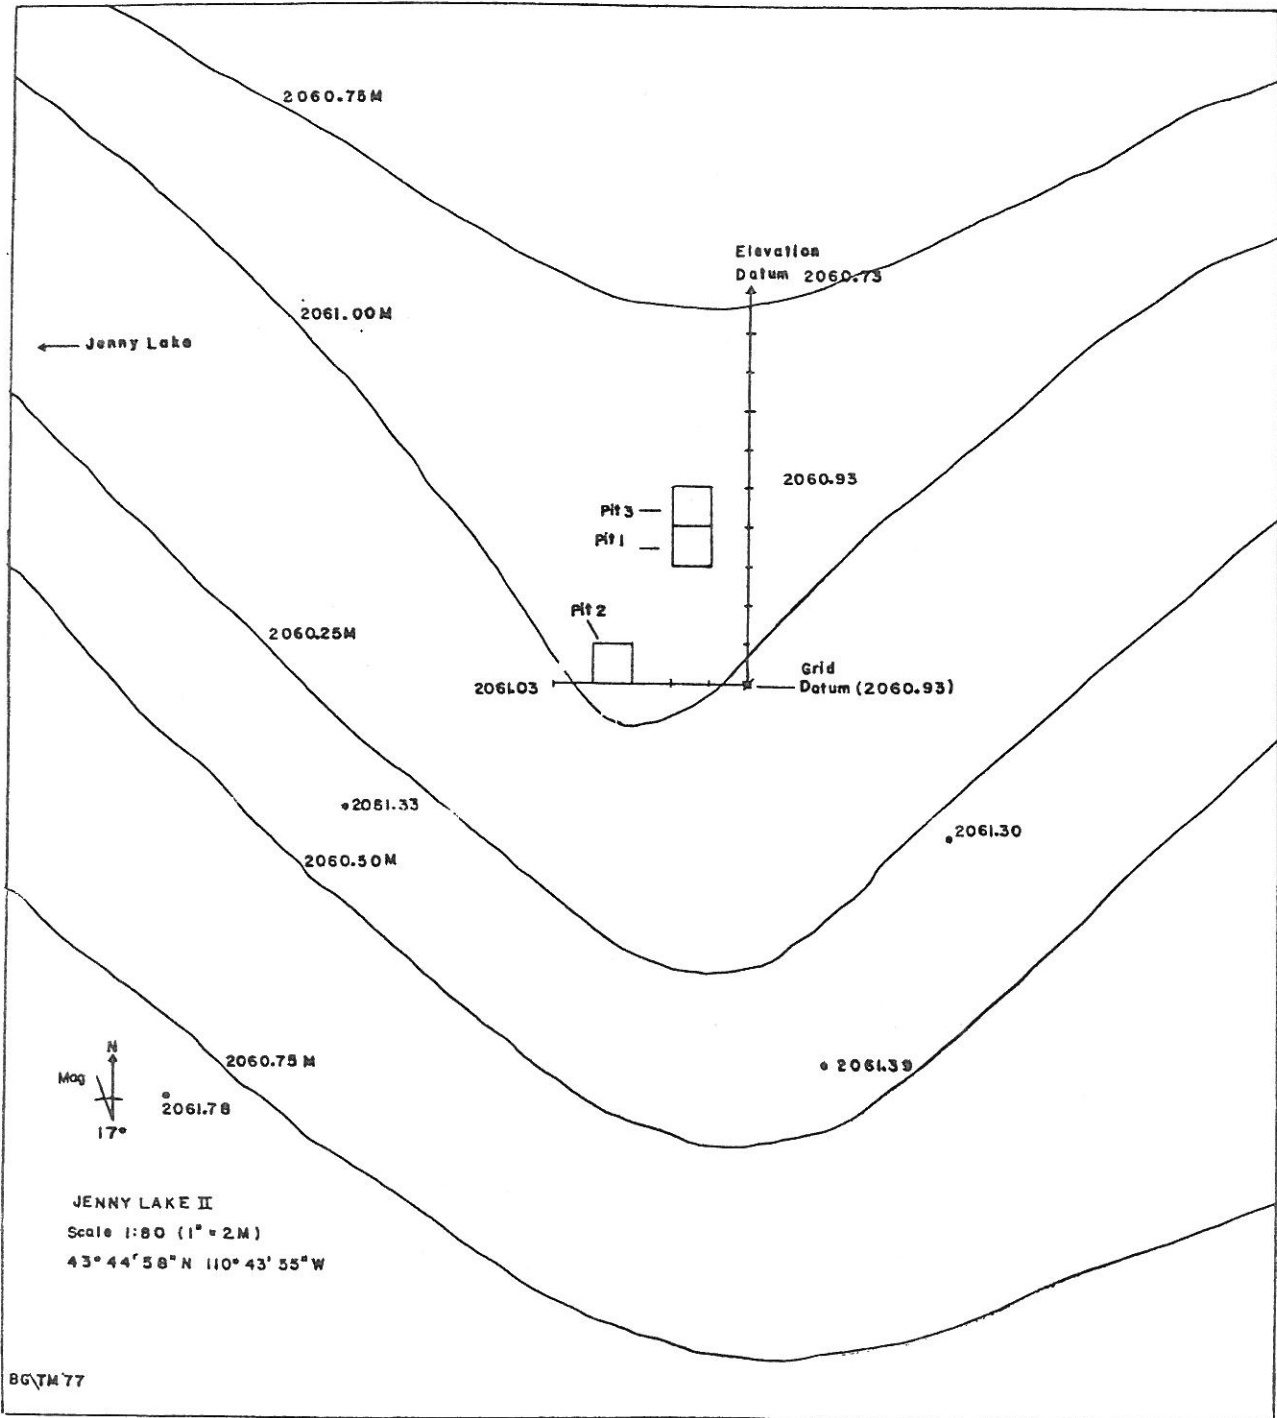 2060.75M
Elevation
Datum 2060.73
2061.00M
← Jenny Lake
2060.93
Pit 3
Pit 1
Pit 2
2060.25M
Grid
Datum (2060.93)
2061.03
2061.33
2061.30
2060.50M
2061.39
N
Mag
17°
2060.75M
2061.78
JENNY LAKE II
Scale 1:80 (1" = 2M)
43° 44' 58" N 110° 43' 55" W
BG\TM'77